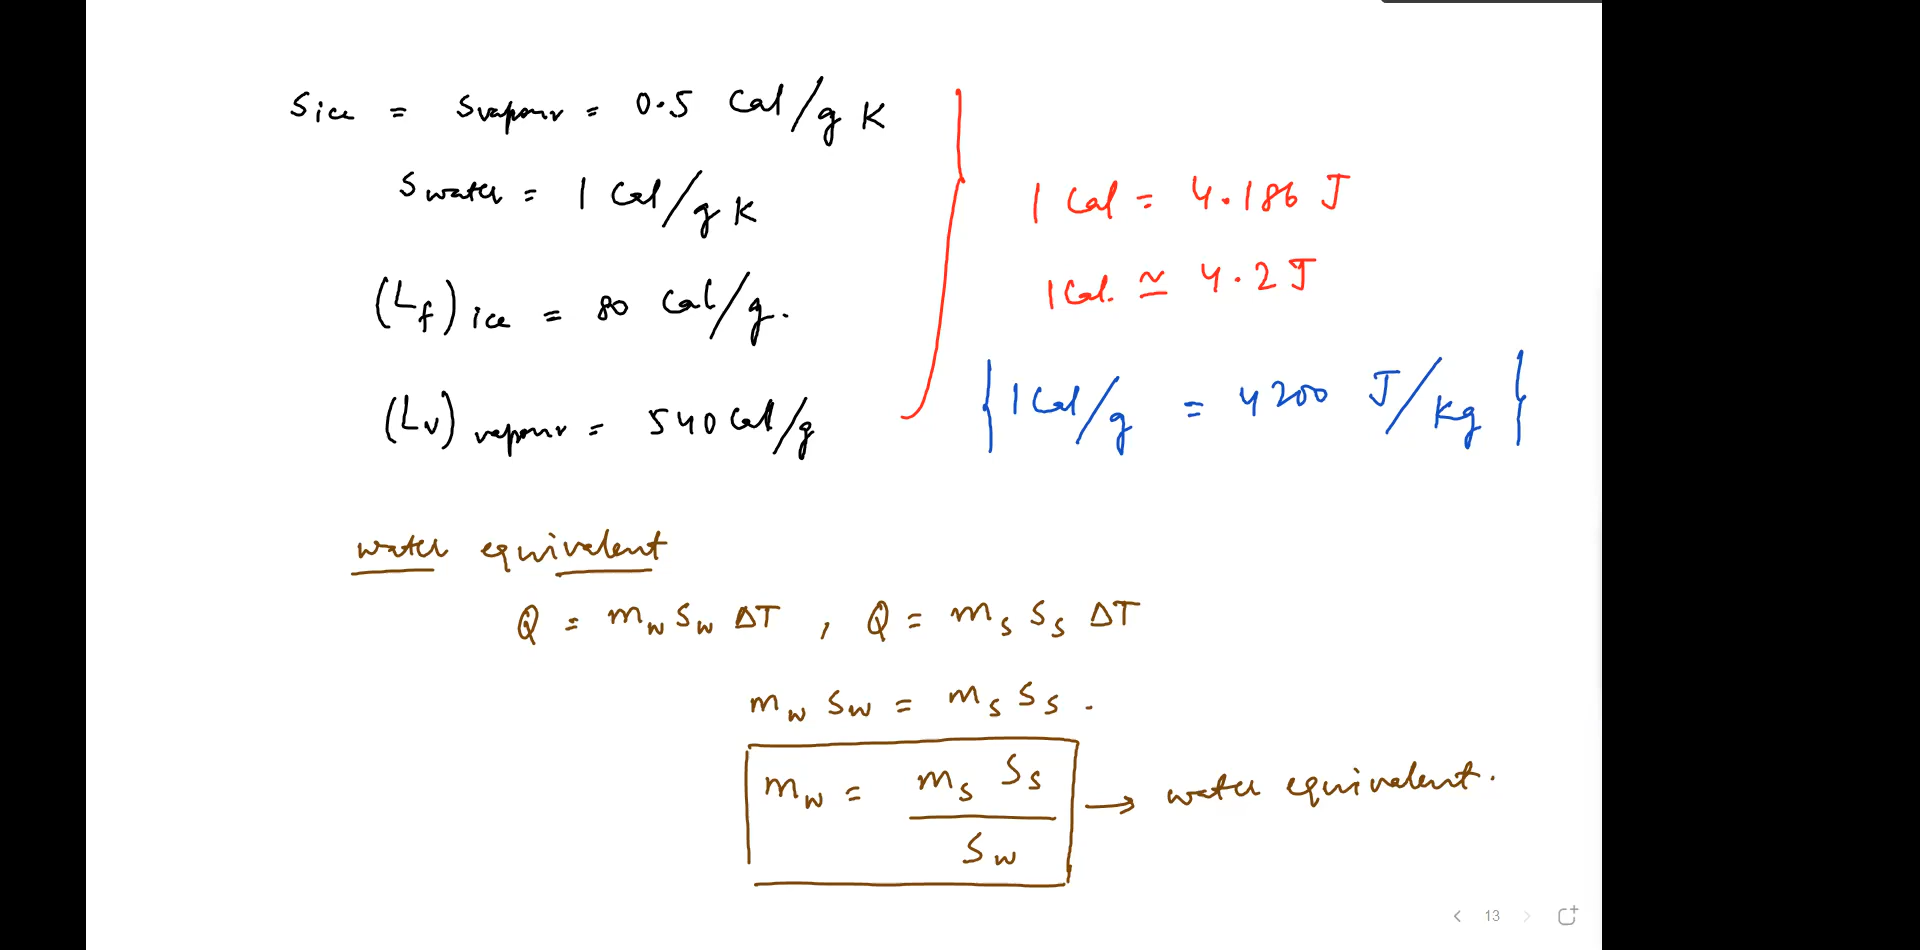 Sice = Svapour = 0.5 Cal/g K
Swater = 1 Cal/g K
(Lf)ice = 80 Cal/g.
(Lv)vapour = 540 Cal/g
1 Cal = 4.186 J
1 Cal. ≃ 4.2 J
{1 Cal/g = 4200 J/Kg}
water equivalent
Q = mw Sw ΔT , Q = ms Ss ΔT
mw Sw = ms Ss .
mw = ms Ss / Sw → water equivalent.
13